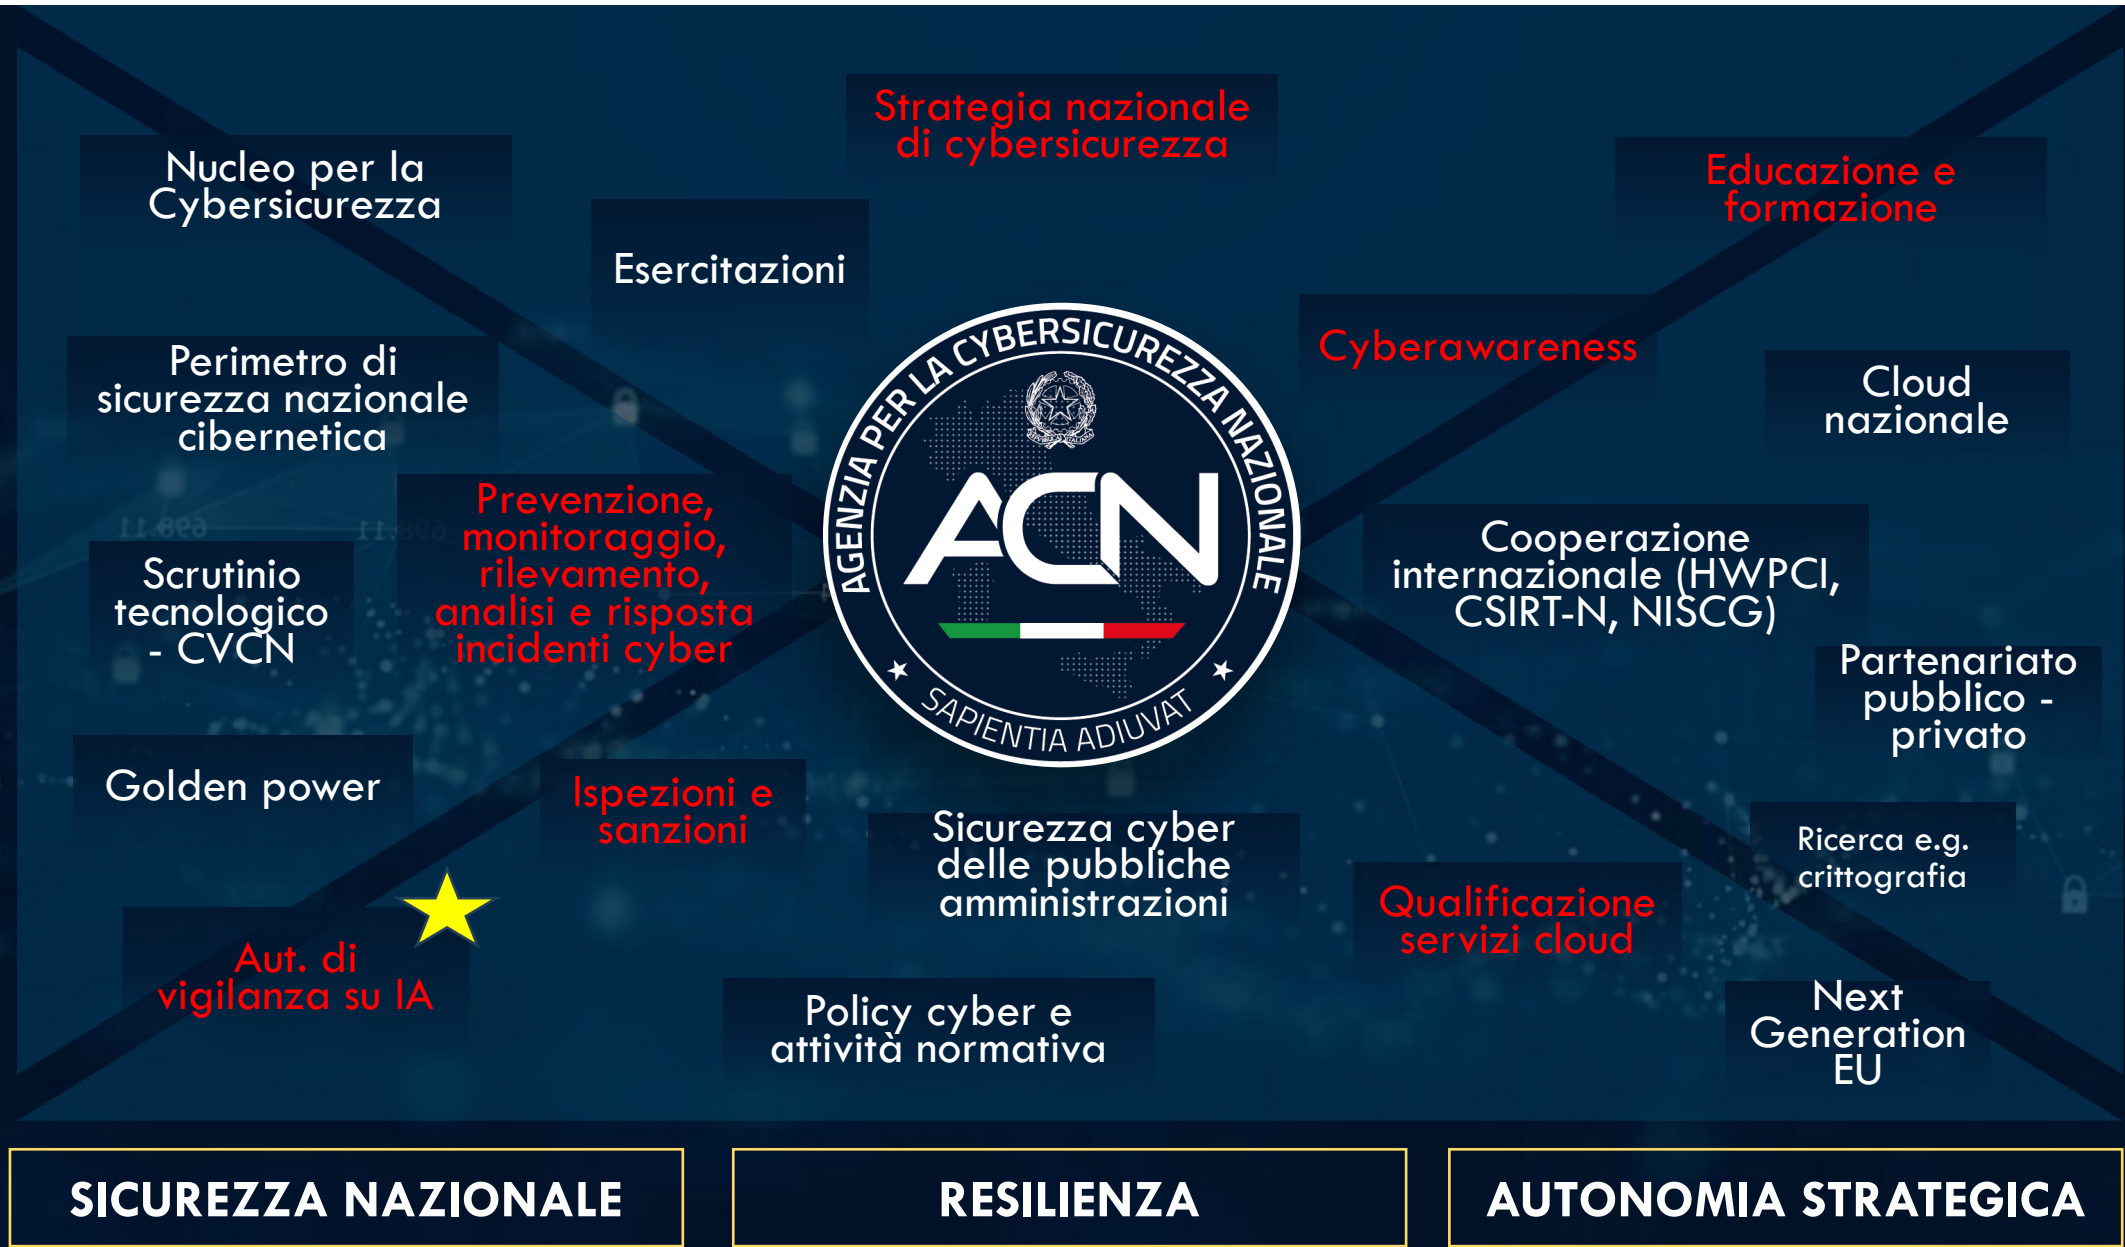 Strategia nazionale
di cybersicurezza
Nucleo per la
Cybersicurezza
Educazione e
formazione
Esercitazioni
Cyberawareness
Perimetro di
sicurezza nazionale
cibernetica
Cloud
nazionale
AGENZIA PER LA CYBERSICUREZZA NAZIONALE
REPVBBLICA ITALIANA
ACN
SAPIENTIA ADIUVAT
Prevenzione,
monitoraggio,
rilevamento,
analisi e risposta
incidenti cyber
Cooperazione
internazionale (HWPCI,
CSIRT-N, NISCG)
Scrutinio
tecnologico
- CVCN
Partenariato
pubblico -
privato
Golden power
Ispezioni e
sanzioni
Sicurezza cyber
delle pubbliche
amministrazioni
Ricerca e.g.
crittografia
Qualificazione
servizi cloud
Aut. di
vigilanza su IA
Policy cyber e
attività normativa
Next
Generation
EU
SICUREZZA NAZIONALE
RESILIENZA
AUTONOMIA STRATEGICA